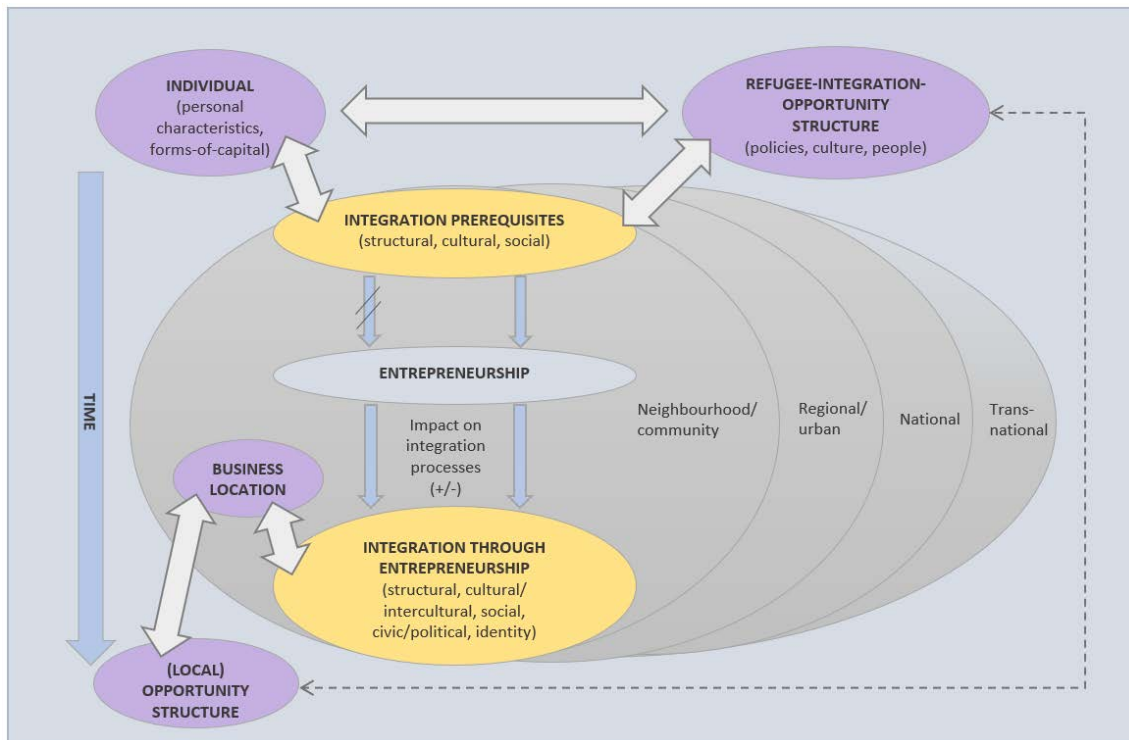 INDIVIDUAL
(personal
characteristics,
forms-of-capital)
REFUGEE-INTEGRATION-
OPPORTUNITY
STRUCTURE
(policies, culture, people)
INTEGRATION PREREQUISITES
(structural, cultural, social)
ENTREPRENEURSHIP
TIME
Impact on
integration
processes
(+/-)
Neighbourhood/
community
Regional/
urban
National
Trans-
national
BUSINESS
LOCATION
INTEGRATION THROUGH
ENTREPRENEURSHIP
(structural, cultural/
intercultural, social,
civic/political, identity)
(LOCAL)
OPPORTUNITY
STRUCTURE